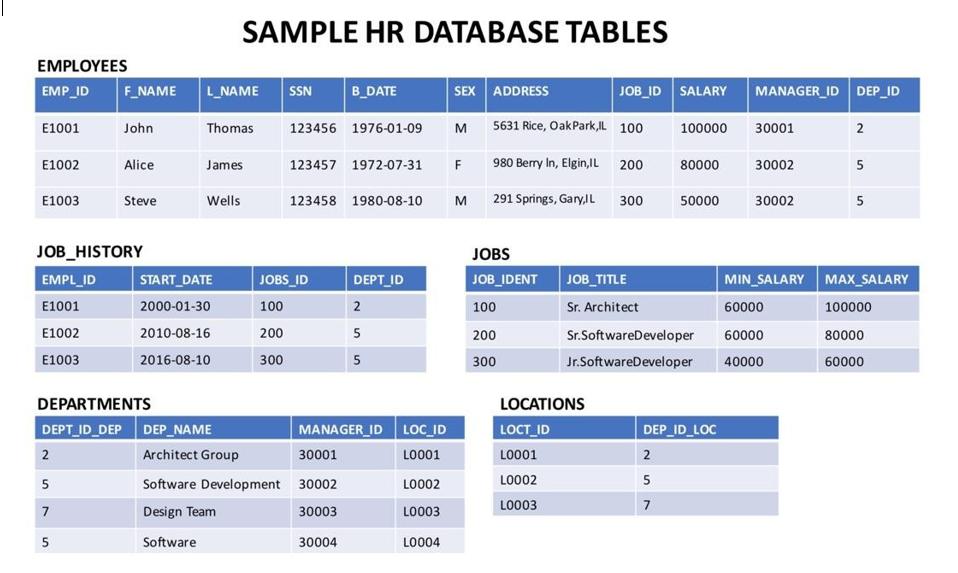 SAMPLE HR DATABASE TABLES
EMPLOYEES
EMP_ID F_NAME L_NAME SSN B_DATE SEX ADDRESS JOB_ID SALARY MANAGER_ID DEP_ID
E1001 John Thomas 123456 1976-01-09 M 5631 Rice, OakPark,IL 100 100000 30001 2
E1002 Alice James 123457 1972-07-31 F 980 Berry ln, Elgin,IL 200 80000 30002 5
E1003 Steve Wells 123458 1980-08-10 M 291 Springs, Gary,IL 300 50000 30002 5
JOB_HISTORY
EMPL_ID START_DATE JOBS_ID DEPT_ID
E1001 2000-01-30 100 2
E1002 2010-08-16 200 5
E1003 2016-08-10 300 5
JOBS
JOB_IDENT JOB_TITLE MIN_SALARY MAX_SALARY
100 Sr. Architect 60000 100000
200 Sr.SoftwareDeveloper 60000 80000
300 Jr.SoftwareDeveloper 40000 60000
DEPARTMENTS
DEPT_ID_DEP DEP_NAME MANAGER_ID LOC_ID
2 Architect Group 30001 L0001
5 Software Development 30002 L0002
7 Design Team 30003 L0003
5 Software 30004 L0004
LOCATIONS
LOCT_ID DEP_ID_LOC
L0001 2
L0002 5
L0003 7